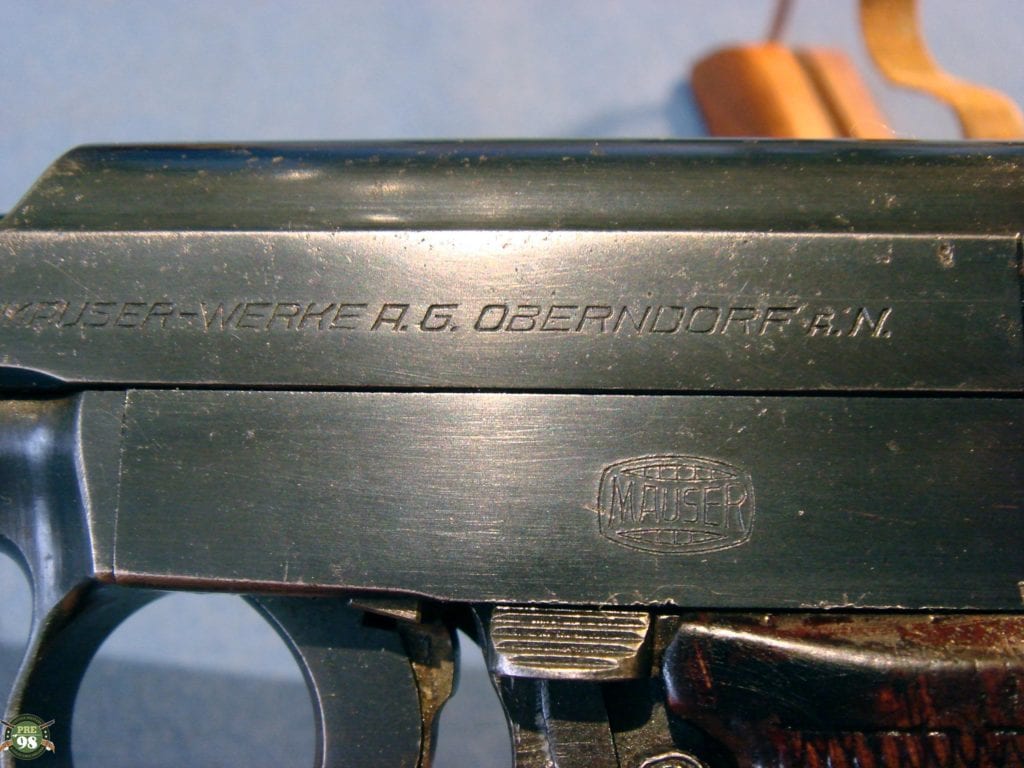 MAUSER-WERKE A.G. OBERNDORF A.N.
MAUSER
PRE
98